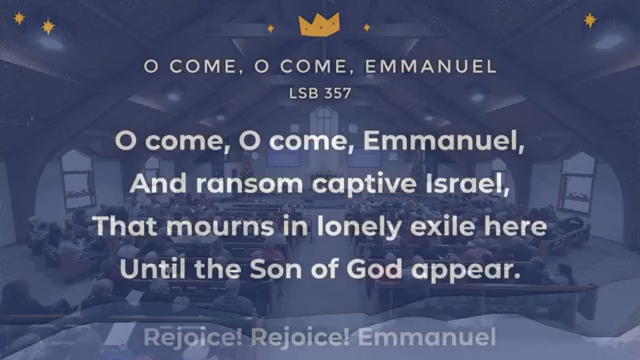 O COME, O COME, EMMANUEL
LSB 357
O come, O come, Emmanuel,
And ransom captive Israel,
That mourns in lonely exile here
Until the Son of God appear.
Rejoice! Rejoice! Emmanuel